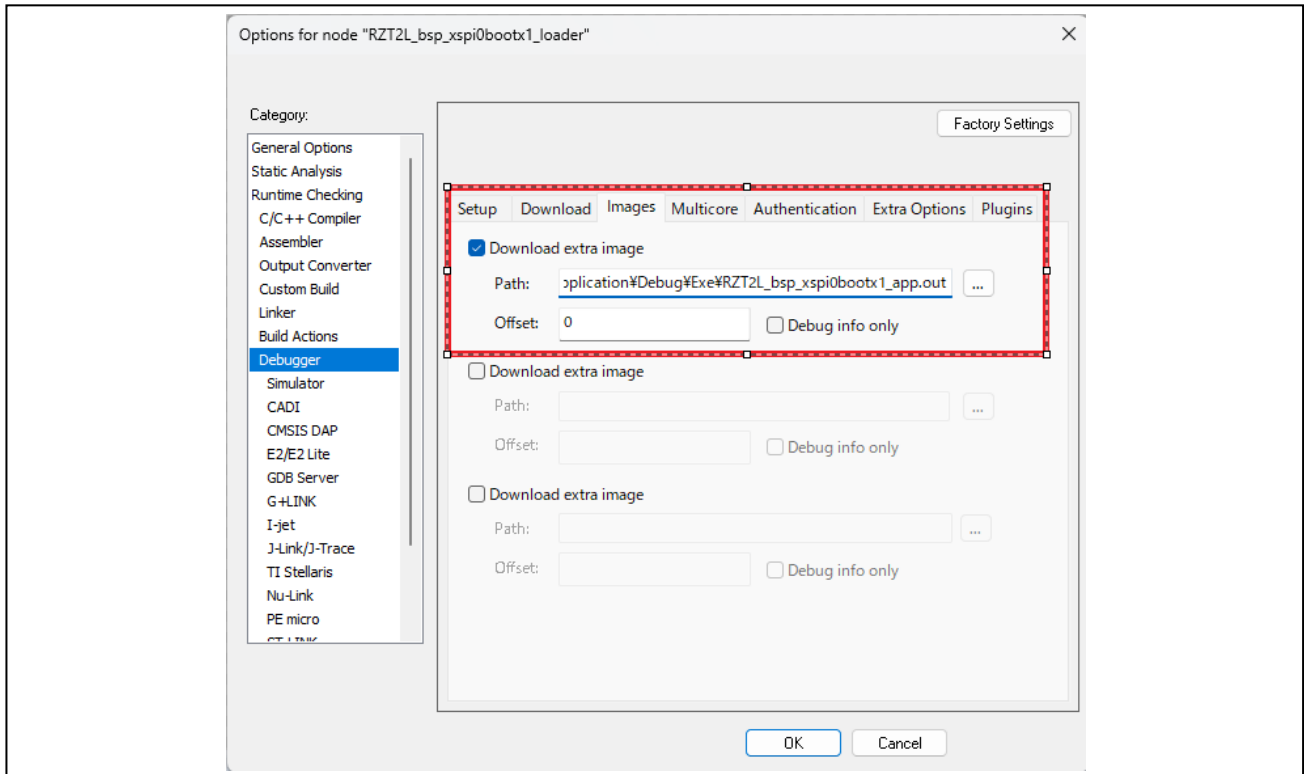 Options for node "RZT2L_bsp_xspi0bootx1_loader"
Category:
Factory Settings
General Options
Static Analysis
Runtime Checking
C/C++ Compiler
Assembler
Output Converter
Custom Build
Linker
Build Actions
Debugger
Simulator
CADI
CMSIS DAP
E2/E2 Lite
GDB Server
G+LINK
I-jet
J-Link/J-Trace
TI Stellaris
Nu-Link
PE micro
ST-LINK
Setup Download Images Multicore Authentication Extra Options Plugins
Download extra image
Path: plication¥Debug¥Exe¥RZT2L_bsp_xspi0bootx1_app.out ...
Offset: 0 Debug info only
Download extra image
Path: ...
Offset: Debug info only
Download extra image
Path: ...
Offset: Debug info only
OK Cancel